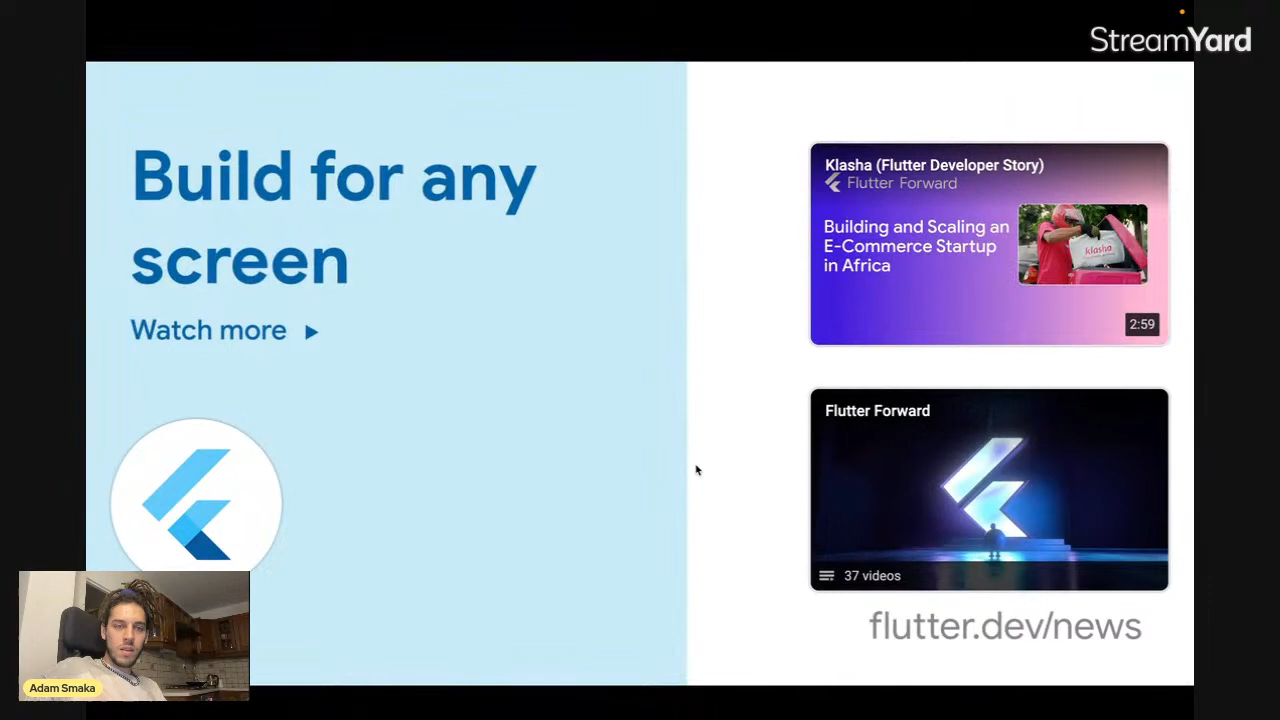 StreamYard
Build for any
screen
Watch more
Klasha (Flutter Developer Story)
Flutter Forward
Building and Scaling an
E-Commerce Startup
in Africa
klasha
2:59
Flutter Forward
37 videos
flutter.dev/news
Adam Smaka